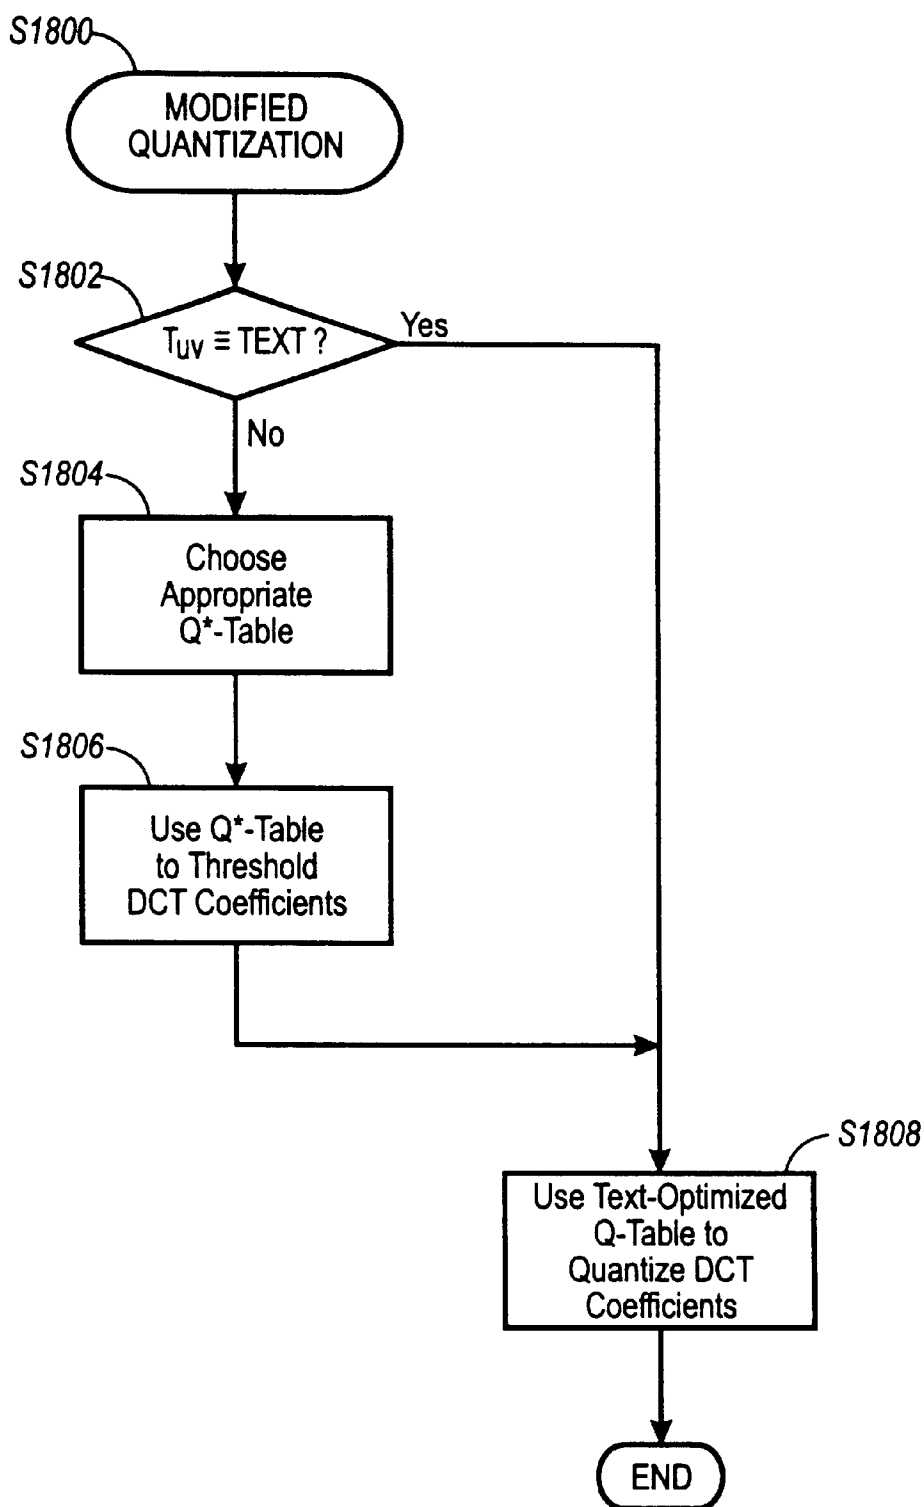 S1800
MODIFIED
QUANTIZATION
S1802
TUV ≡ TEXT ?
Yes
No
S1804
Choose
Appropriate
Q*-Table
S1806
Use Q*-Table
to Threshold
DCT Coefficients
S1808
Use Text-Optimized
Q-Table to
Quantize DCT
Coefficients
END